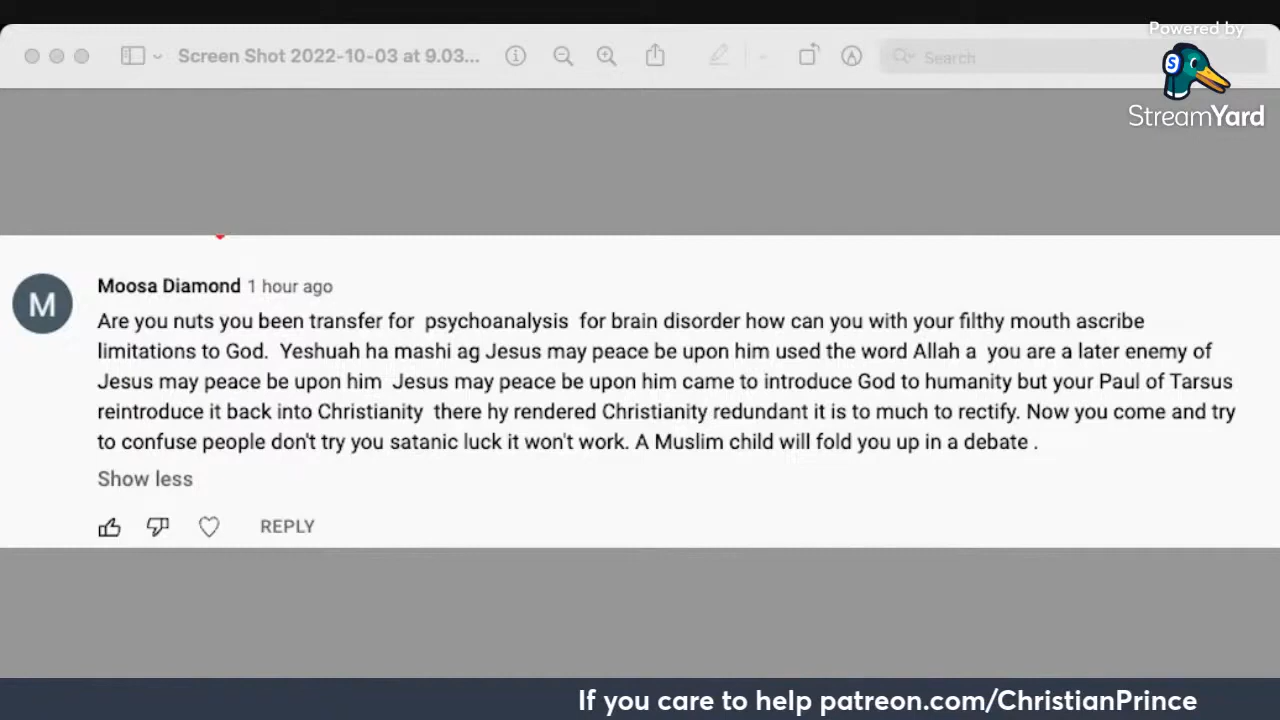 Powered by
Screen Shot 2022-10-03 at 9.03...
Search
StreamYard
Moosa Diamond 1 hour ago
Are you nuts you been transfer for psychoanalysis for brain disorder how can you with your filthy mouth ascribe
limitations to God. Yeshuah ha mashi ag Jesus may peace be upon him used the word Allah a you are a later enemy of
Jesus may peace be upon him Jesus may peace be upon him came to introduce God to humanity but your Paul of Tarsus
reintroduce it back into Christianity there hy rendered Christianity redundant it is to much to rectify. Now you come and try
to confuse people don't try you satanic luck it won't work. A Muslim child will fold you up in a debate .
Show less
REPLY
If you care to help patreon.com/ChristianPrince